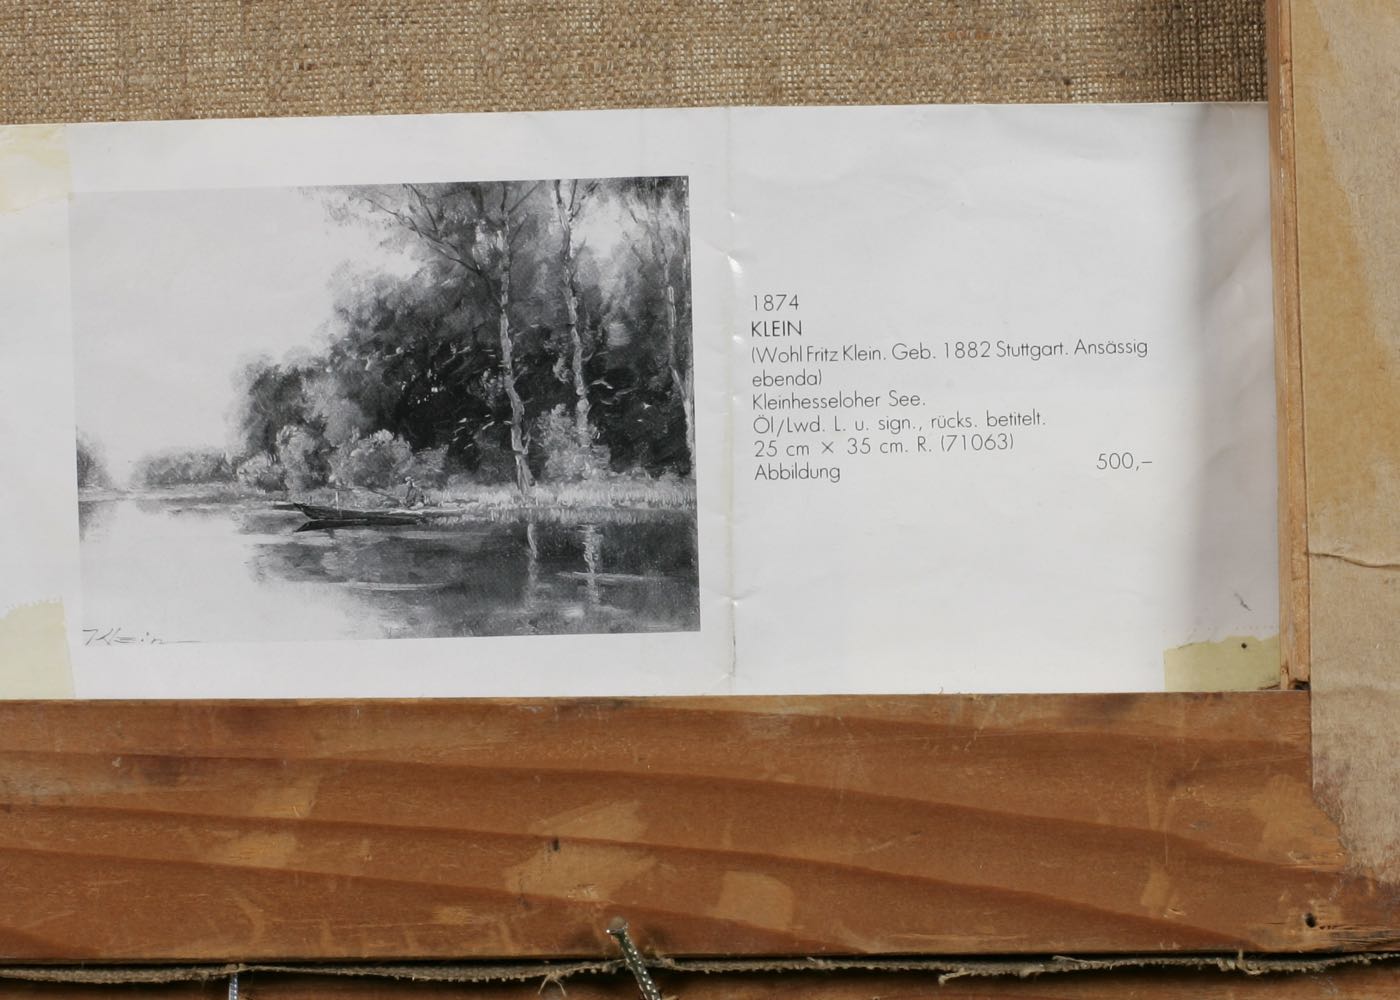 Klein
1874
KLEIN
(Wohl Fritz Klein. Geb. 1882 Stuttgart. Ansässig
ebenda)
Kleinhesseloher See.
Öl/Lwd. L. u. sign., rücks. betitelt.
25 cm × 35 cm. R. (71063)
Abbildung 500,–